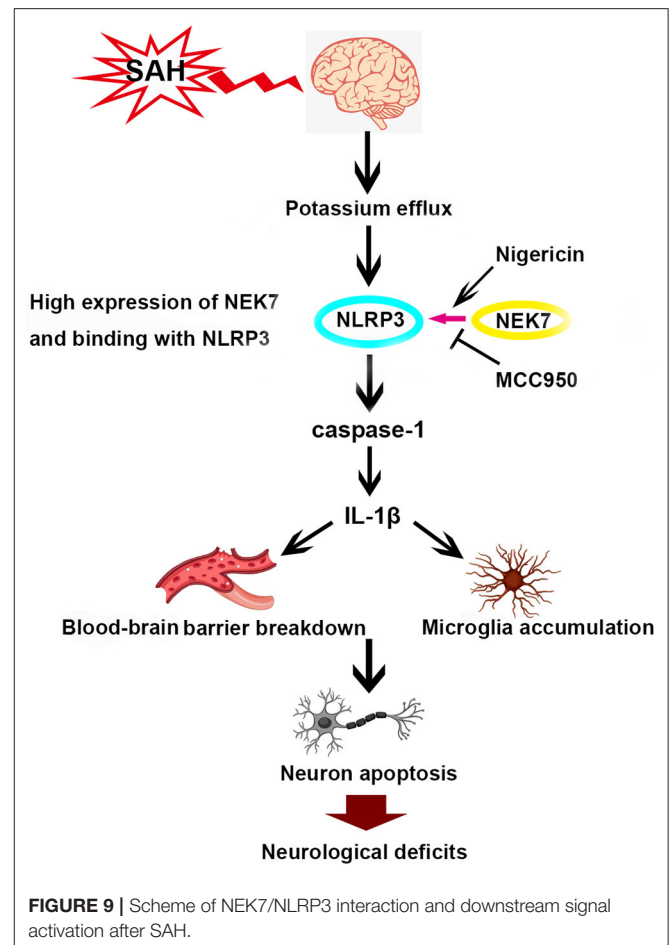 SAH
Potassium efflux
Nigericin
High expression of NEK7
and binding with NLRP3
NLRP3
NEK7
MCC950
caspase-1
IL-1β
Blood-brain barrier breakdown
Microglia accumulation
Neuron apoptosis
Neurological deficits
FIGURE 9 | Scheme of NEK7/NLRP3 interaction and downstream signal
activation after SAH.